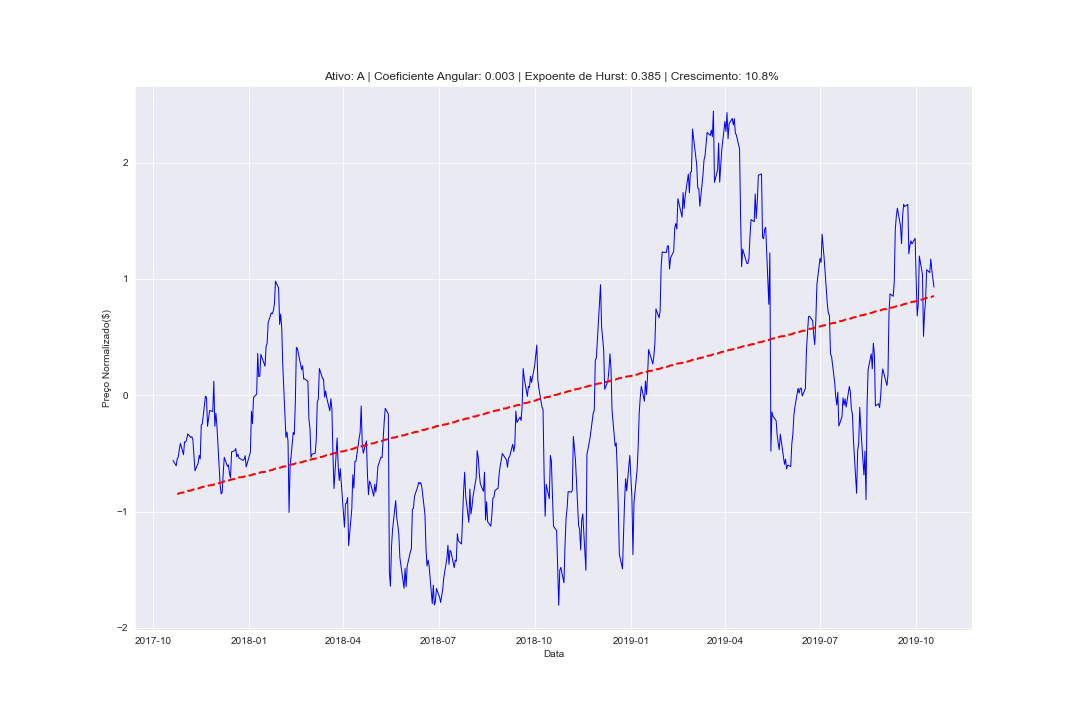 Ativo: A | Coeficiente Angular: 0.003 | Expoente de Hurst: 0.385 | Crescimento: 10.8%
Preço Normalizado($)
2
1
0
−1
−2
2017-10 2018-01 2018-04 2018-07 2018-10 2019-01 2019-04 2019-07 2019-10
Data